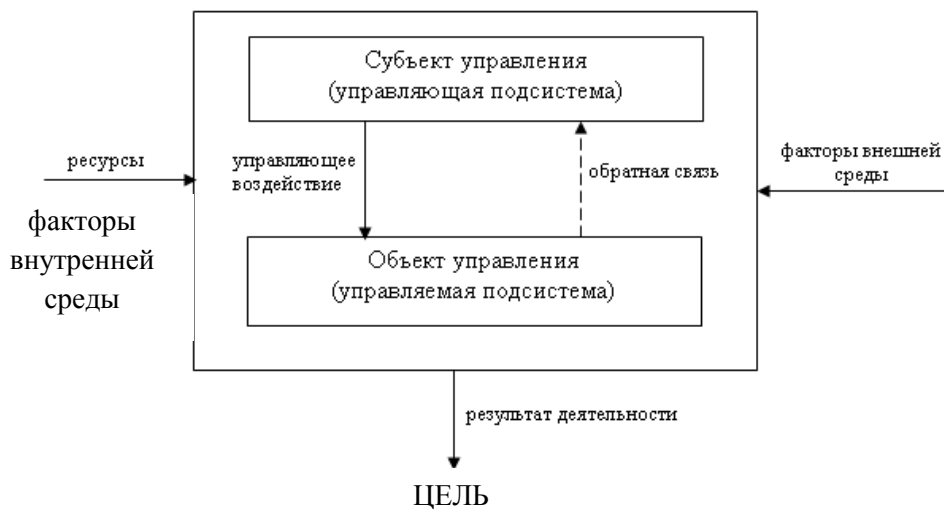 Субъект управления
(управляющая подсистема)
ресурсы
управляющее
воздействие
обратная связь
факторы внешней
среды
факторы
внутренней
среды
Объект управления
(управляемая подсистема)
результат деятельности
ЦЕЛЬ